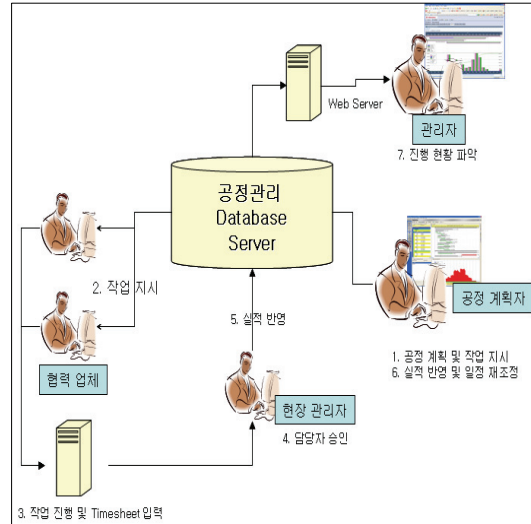 Web Server
관리자
7. 진행 현황 파악
공정관리
Database
Server
2. 작업 지시
협력 업체
5. 실적 반영
공정 계획자
1. 공정 계획 및 작업 지시
6. 실적 반영 및 일정 재조정
현장 관리자
4. 담당자 승인
3. 작업 진행 및 Timesheet 입력